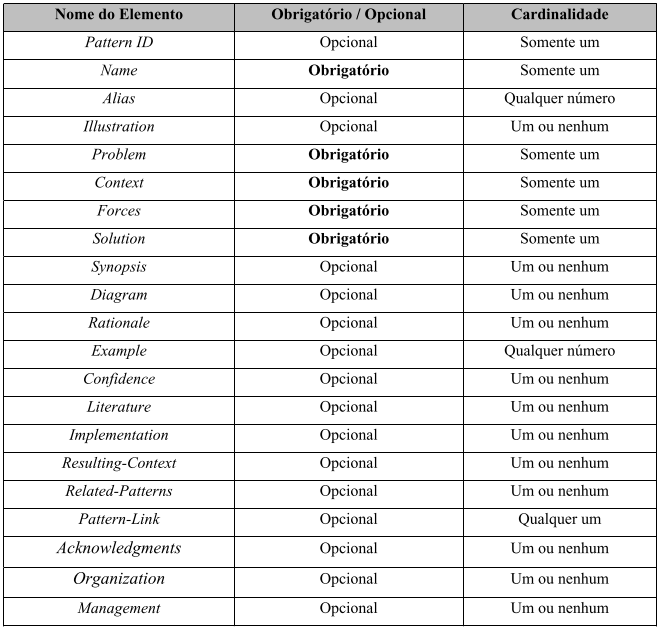 Nome do Elemento Obrigatório / Opcional Cardinalidade
Pattern ID Opcional Somente um
Name Obrigatório Somente um
Alias Opcional Qualquer número
Illustration Opcional Um ou nenhum
Problem Obrigatório Somente um
Context Obrigatório Somente um
Forces Obrigatório Somente um
Solution Obrigatório Somente um
Synopsis Opcional Um ou nenhum
Diagram Opcional Um ou nenhum
Rationale Opcional Um ou nenhum
Example Opcional Qualquer número
Confidence Opcional Um ou nenhum
Literature Opcional Um ou nenhum
Implementation Opcional Um ou nenhum
Resulting-Context Opcional Um ou nenhum
Related-Patterns Opcional Um ou nenhum
Pattern-Link Opcional Qualquer um
Acknowledgments Opcional Um ou nenhum
Organization Opcional Um ou nenhum
Management Opcional Um ou nenhum